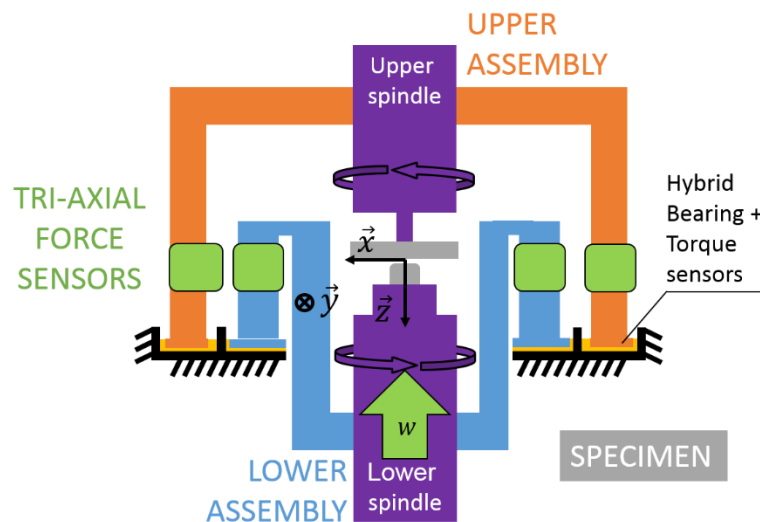 UPPER
ASSEMBLY
Upper
spindle
TRI-AXIAL
FORCE
SENSORS
Hybrid
Bearing +
Torque
sensors
x⃗
y⃗
z⃗
w
SPECIMEN
LOWER
ASSEMBLY
Lower
spindle